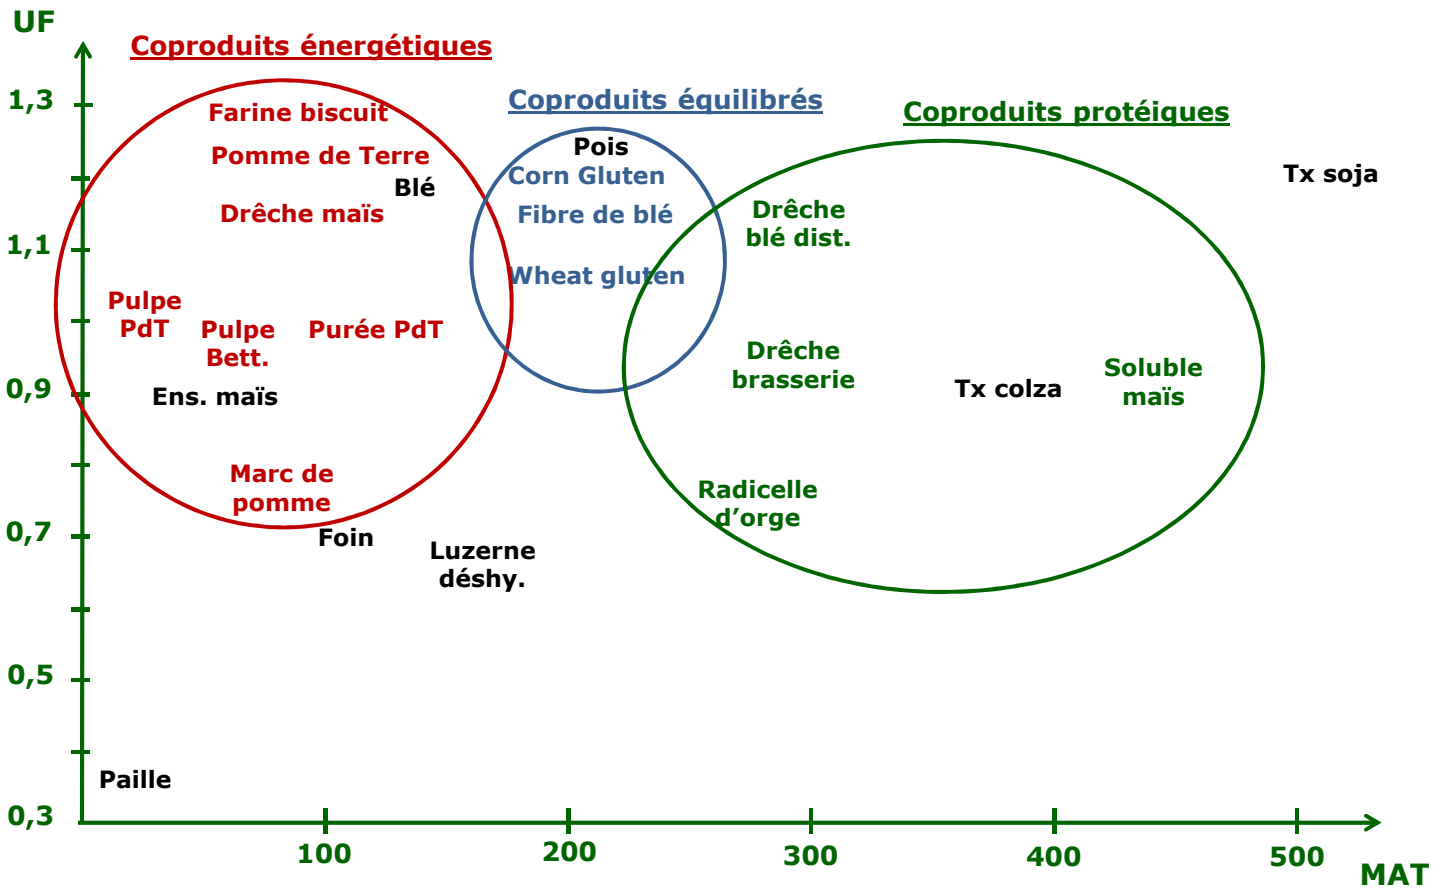 UF
Coproduits énergétiques
Coproduits équilibrés
Coproduits protéiques
1,3
Farine biscuit
Pomme de Terre
Blé
Drêche maïs
Pois
Corn Gluten
Fibre de blé
Wheat gluten
Drêche
blé dist.
Tx soja
1,1
Pulpe
PdT
Pulpe
Bett.
Purée PdT
Drêche
brasserie
Tx colza
Soluble
maïs
0,9
Ens. maïs
Marc de
pomme
Radicelle
d'orge
0,7
Foin
Luzerne
déshy.
0,5
Paille
0,3
100
200
300
400
500
MAT